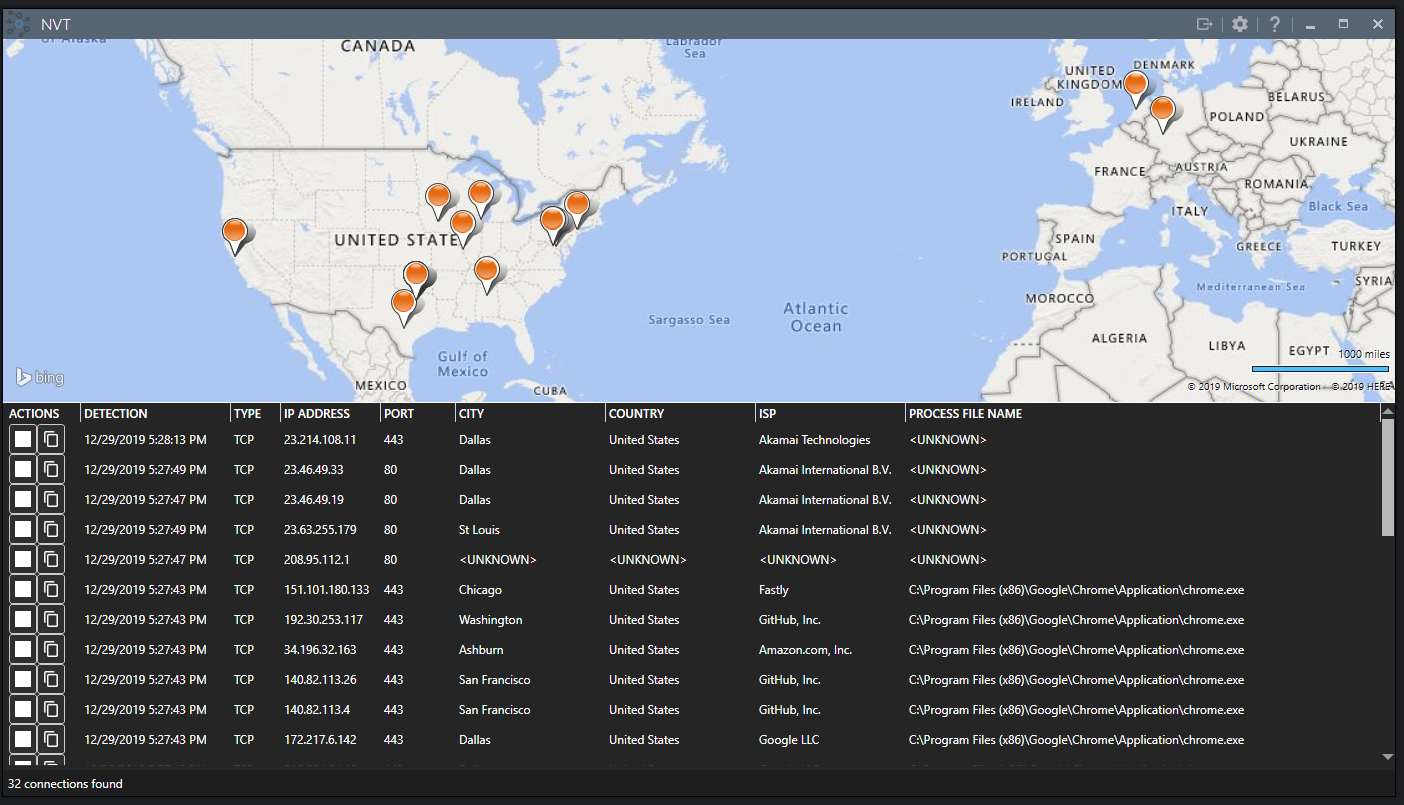 NVT
of Alaska
CANADA
Labrador
Sea
UNITED
KINGDOM
DENMARK
IRELAND
BELARUS
POLAND
UKRAINE
FRANCE
AUSTRIA
ROMANIA
UNITED STATE
ITALY
Black Sea
SPAIN
GREECE
TURKEY
PORTUGAL
Mediterranean Sea
SYRIA
Atlantic
Ocean
MOROCCO
Sargasso Sea
ALGERIA
LIBYA
EGYPT
1000 miles
Gulf of
Mexico
MEXICO
CUBA
bing
© 2019 Microsoft Corporation © 2019 HERE
ACTIONS DETECTION TYPE IP ADDRESS PORT CITY COUNTRY ISP PROCESS FILE NAME
12/29/2019 5:28:13 PM TCP 23.214.108.11 443 Dallas United States Akamai Technologies <UNKNOWN>
12/29/2019 5:27:49 PM TCP 23.46.49.33 80 Dallas United States Akamai International B.V. <UNKNOWN>
12/29/2019 5:27:47 PM TCP 23.46.49.19 80 Dallas United States Akamai International B.V. <UNKNOWN>
12/29/2019 5:27:49 PM TCP 23.63.255.179 80 St Louis United States Akamai International B.V. <UNKNOWN>
12/29/2019 5:27:47 PM TCP 208.95.112.1 80 <UNKNOWN> <UNKNOWN> <UNKNOWN> <UNKNOWN>
12/29/2019 5:27:43 PM TCP 151.101.180.133 443 Chicago United States Fastly C:\Program Files (x86)\Google\Chrome\Application\chrome.exe
12/29/2019 5:27:43 PM TCP 192.30.253.117 443 Washington United States GitHub, Inc. C:\Program Files (x86)\Google\Chrome\Application\chrome.exe
12/29/2019 5:27:43 PM TCP 34.196.32.163 443 Ashburn United States Amazon.com, Inc. C:\Program Files (x86)\Google\Chrome\Application\chrome.exe
12/29/2019 5:27:43 PM TCP 140.82.113.26 443 San Francisco United States GitHub, Inc. C:\Program Files (x86)\Google\Chrome\Application\chrome.exe
12/29/2019 5:27:43 PM TCP 140.82.113.4 443 San Francisco United States GitHub, Inc. C:\Program Files (x86)\Google\Chrome\Application\chrome.exe
12/29/2019 5:27:43 PM TCP 172.217.6.142 443 Dallas United States Google LLC C:\Program Files (x86)\Google\Chrome\Application\chrome.exe
32 connections found